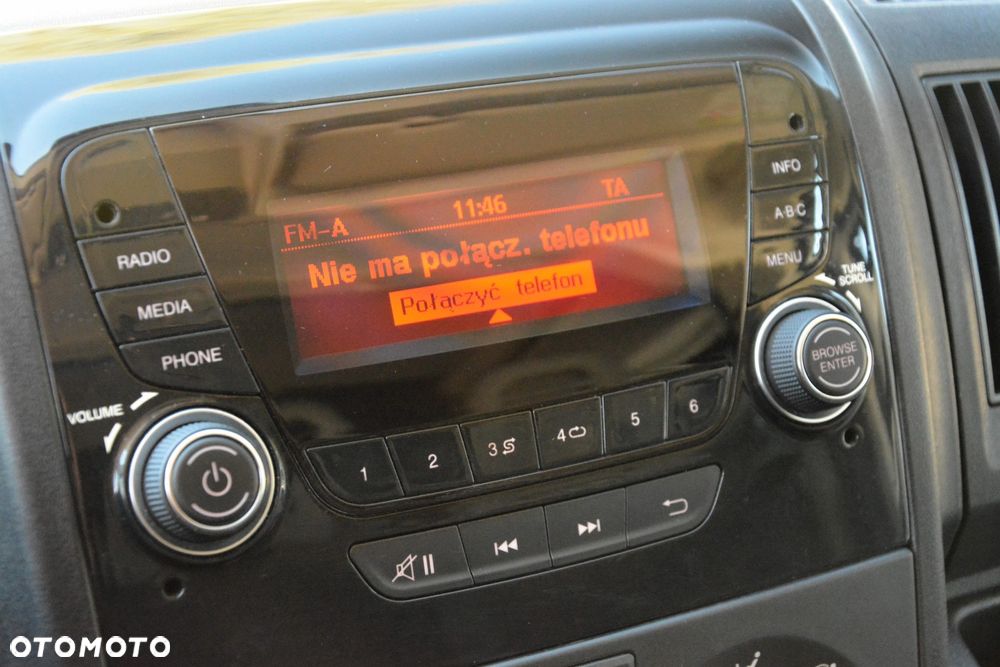 INFO
A·B·C
MENU
TUNE
SCROLL
BROWSE
ENTER
RADIO
MEDIA
PHONE
VOLUME
FM-A 11:46 TA
Nie ma połącz. telefonu
Połączyć telefon
1 2 3 4 5 6
OTOMOTO